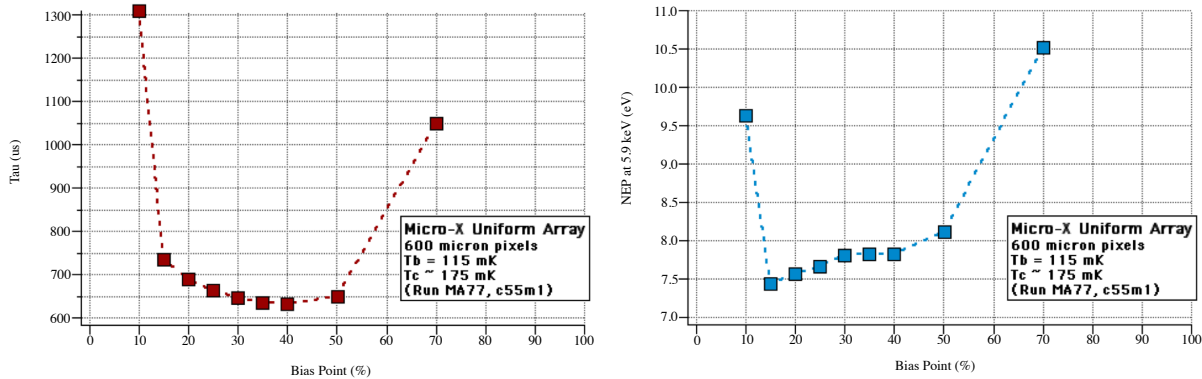 1300
1200
1100
1000
900
800
700
600
Tau (us)
0 10 20 30 40 50 60 70 80 90 100
Bias Point (%)
Micro-X Uniform Array
600 micron pixels
Tb = 115 mK
Tc ~ 175 mK
(Run MA77, c55m1)
11.0
10.5
10.0
9.5
9.0
8.5
8.0
7.5
7.0
NEP at 5.9 keV (eV)
0 10 20 30 40 50 60 70 80 90 100
Bias Point (%)
Micro-X Uniform Array
600 micron pixels
Tb = 115 mK
Tc ~ 175 mK
(Run MA77, c55m1)